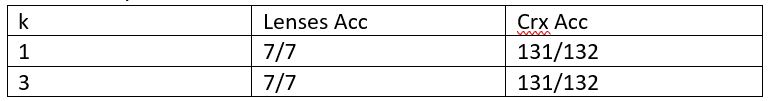 k Lenses Acc Crx Acc
1 7/7 131/132
3 7/7 131/132